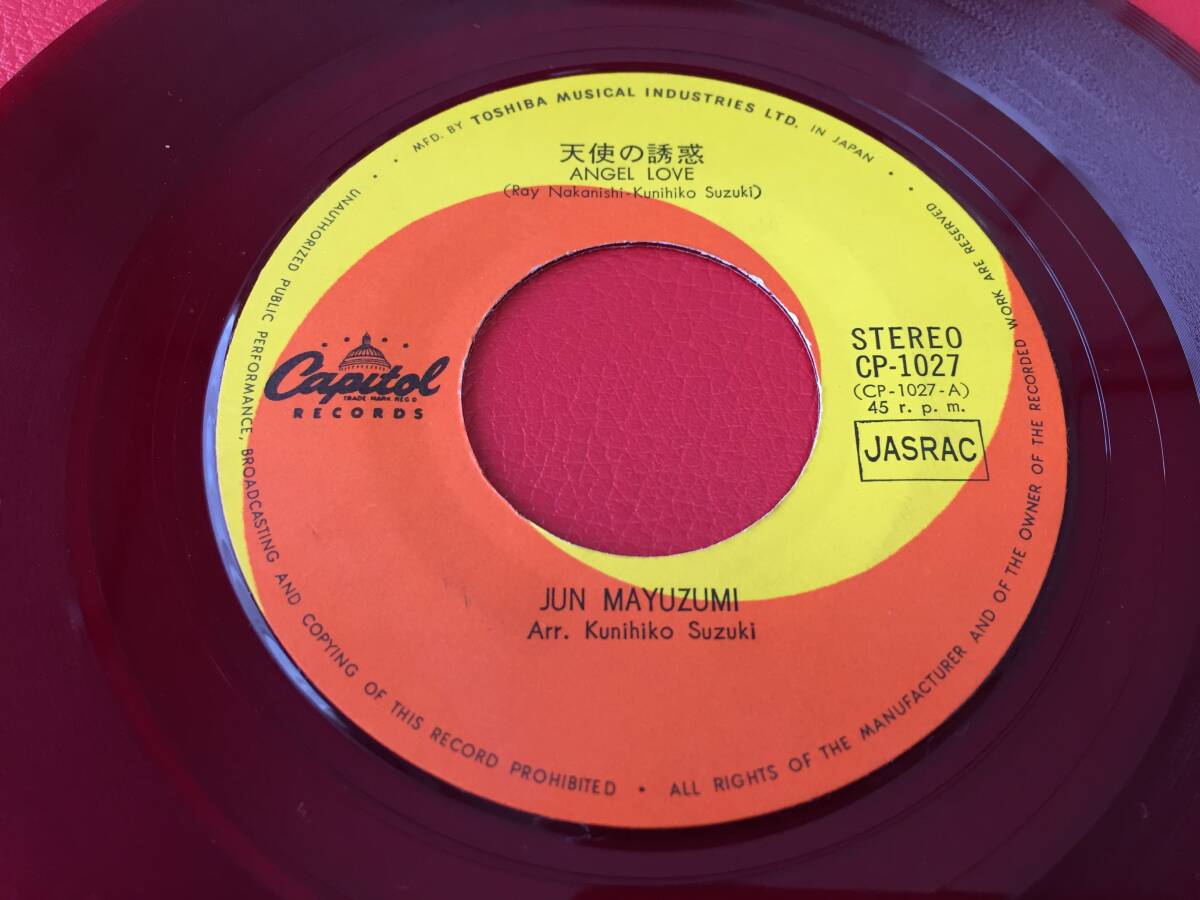 MFD. BY TOSHIBA MUSICAL INDUSTRIES LTD. IN JAPAN
天使の誘惑
ANGEL LOVE
(Ray Nakanishi-Kunihiko Suzuki)
Capitol
TRADE MARK REG'D
RECORDS
STEREO
CP-1027
(CP-1027-A)
45 r. p. m.
JASRAC
JUN MAYUZUMI
Arr. Kunihiko Suzuki
UNAUTHORIZED PUBLIC PERFORMANCE, BROADCASTING AND COPYING OF THIS RECORD PROHIBITED • ALL RIGHTS OF THE MANUFACTURER AND OF THE OWNER OF THE RECORDED WORK ARE RESERVED